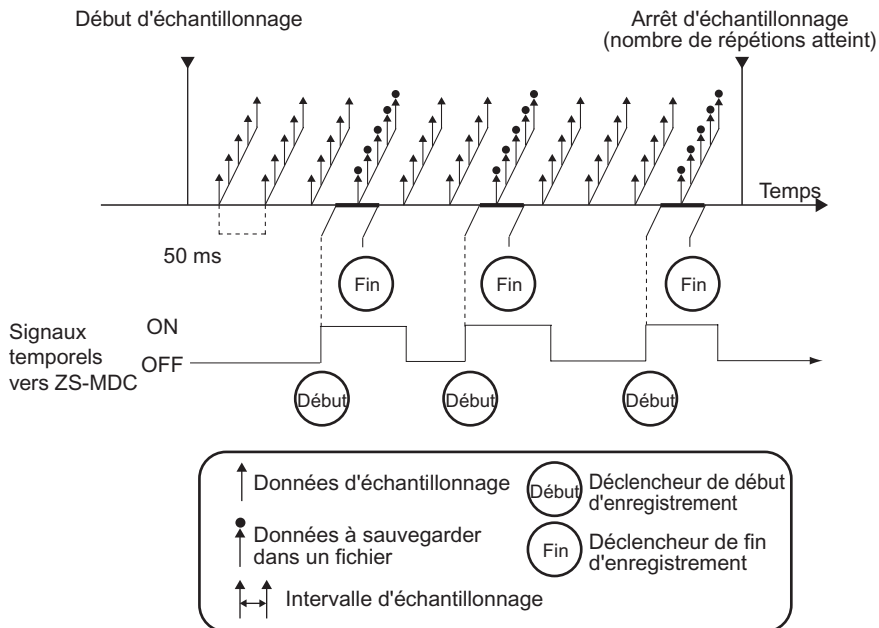 Début d'échantillonnage
Arrêt d'échantillonnage
(nombre de répétions atteint)
Temps
50 ms
Fin
Fin
Fin
Signaux
temporels
vers ZS-MDC
ON
OFF
Début
Début
Début
Données d'échantillonnage
Début
Déclencheur de début
d'enregistrement
Données à sauvegarder
dans un fichier
Fin
Déclencheur de fin
d'enregistrement
Intervalle d'échantillonnage